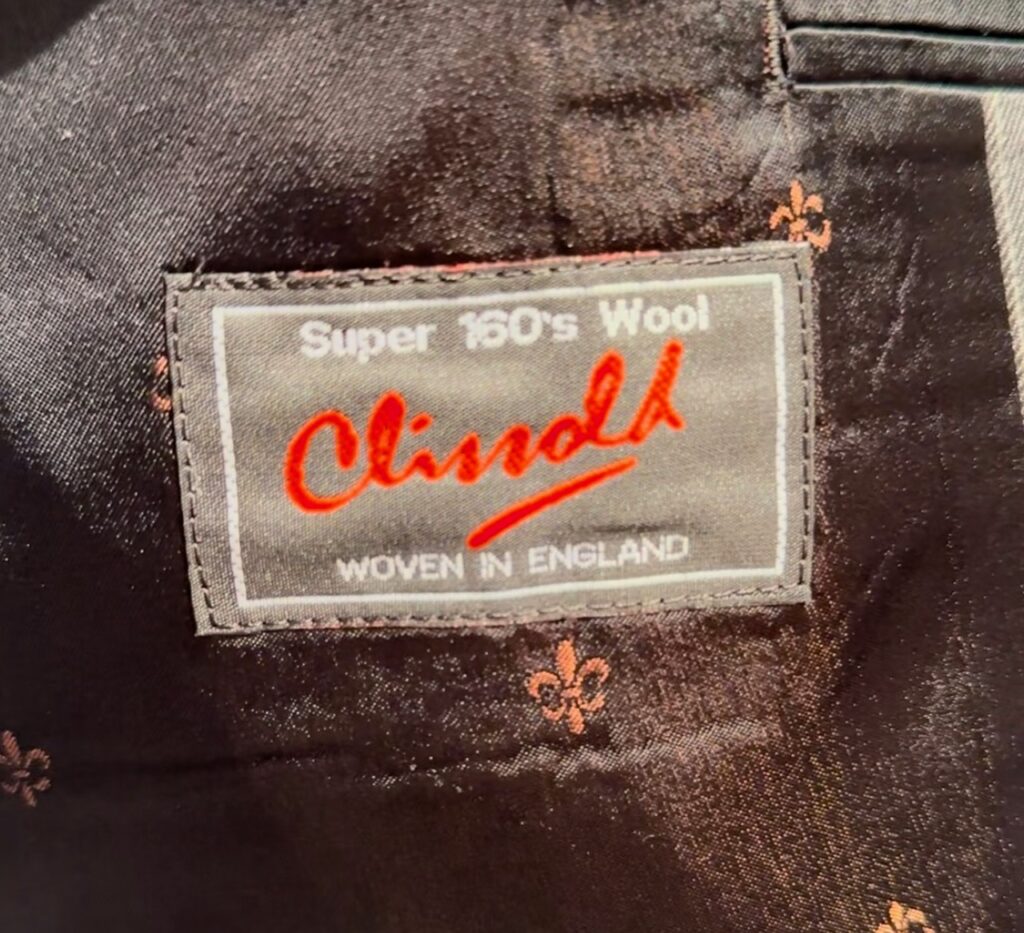 Super 160's Wool
Clissold
WOVEN IN ENGLAND